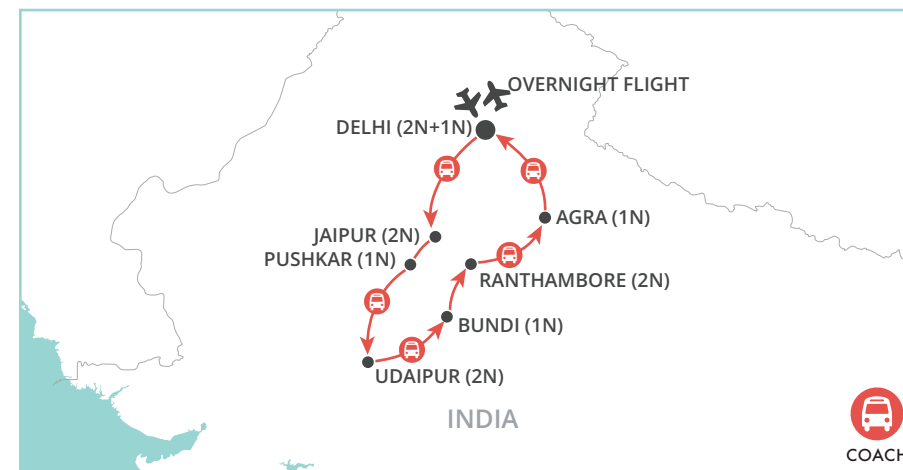 OVERNIGHT FLIGHT
DELHI (2N+1N)
JAIPUR (2N)
PUSHKAR (1N)
AGRA (1N)
RANTHAMBORE (2N)
BUNDI (1N)
UDAIPUR (2N)
INDIA
COACH